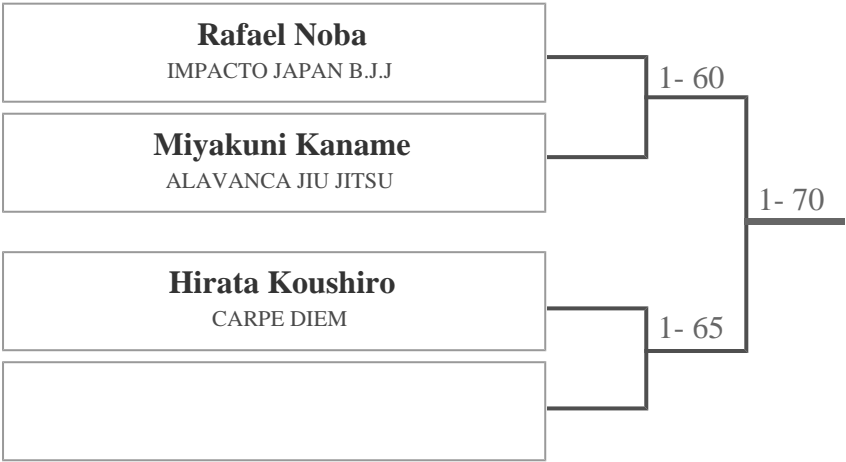 Rafael Noba
IMPACTO JAPAN B.J.J
1- 60
Miyakuni Kaname
ALAVANCA JIU JITSU
1- 70
Hirata Koushiro
CARPE DIEM
1- 65